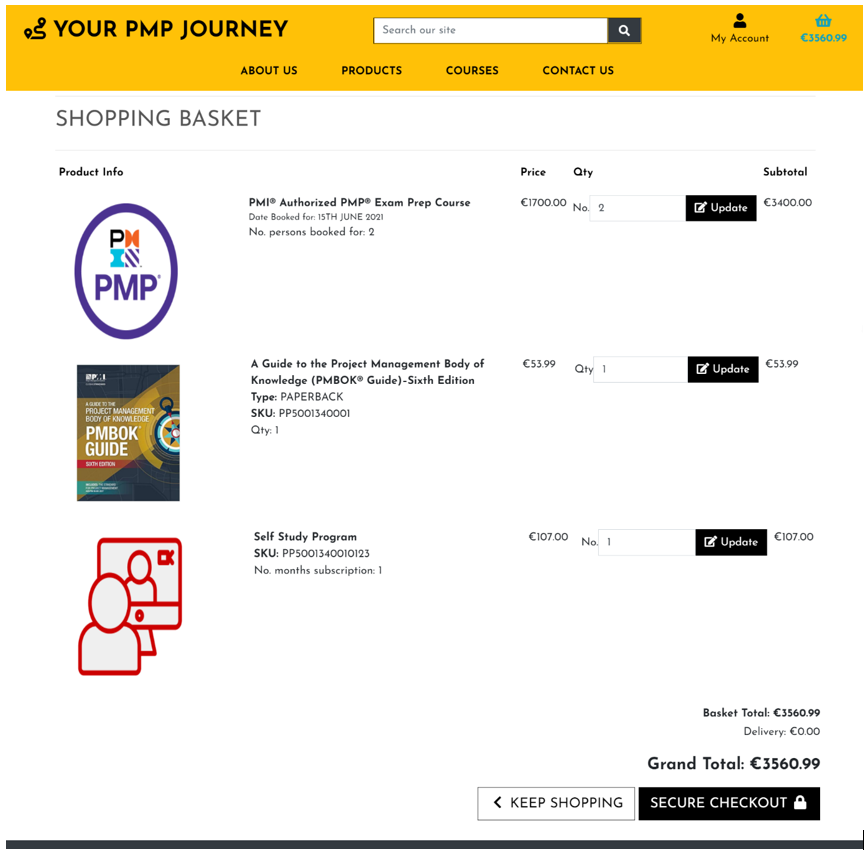 YOUR PMP JOURNEY
Search our site
My Account
€3560.99
ABOUT US PRODUCTS COURSES CONTACT US
SHOPPING BASKET
Product Info Price Qty Subtotal
PMI® Authorized PMP® Exam Prep Course €1700.00 No. 2 Update €3400.00
Date Booked for: 15TH JUNE 2021
No. persons booked for: 2
PM
PMP®
A Guide to the Project Management Body of €53.99 Qty 1 Update €53.99
Knowledge (PMBOK® Guide)–Sixth Edition
Type: PAPERBACK
SKU: PP5001340001
Qty: 1
A GUIDE TO THE
PROJECT MANAGEMENT
BODY OF KNOWLEDGE
PMBOK
GUIDE
SIXTH EDITION
Self Study Program €107.00 No. 1 Update €107.00
SKU: PP5001340010123
No. months subscription: 1
Basket Total: €3560.99
Delivery: €0.00
Grand Total: €3560.99
KEEP SHOPPING SECURE CHECKOUT